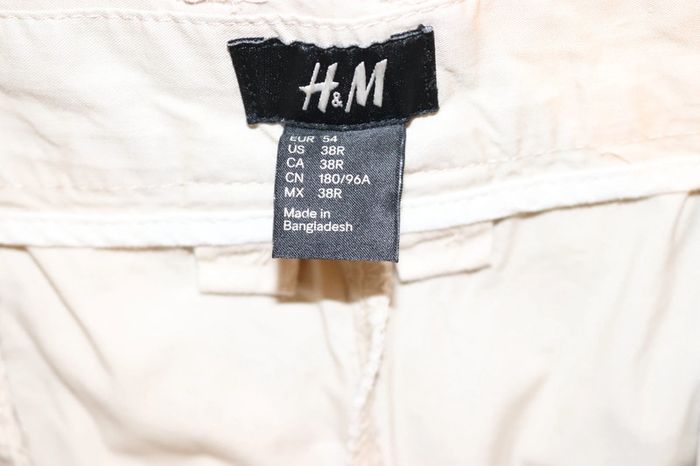 H&M
EUR 54
US 38R
CA 38R
CN 180/96A
MX 38R
Made in
Bangladesh